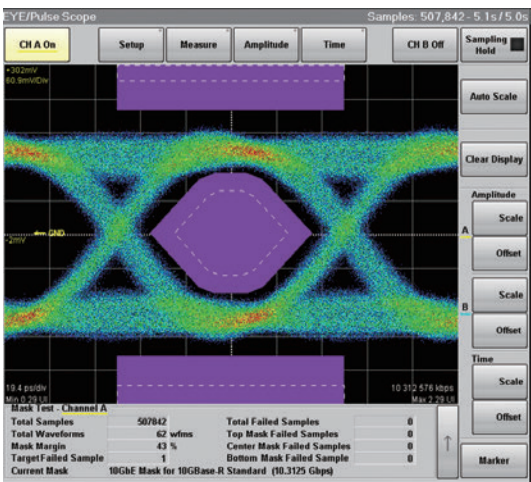 EYE/Pulse Scope Samples: 507,842 - 5.1s / 5.0s
CH A On Setup Measure Amplitude Time CH B Off Sampling Hold
+302mV
60.9mV/Div
Auto Scale
Clear Display
Amplitude
Scale
A
GND
-2mV
Offset
Scale
B
Offset
Time
Scale
19.4 ps/div 10 312 576 kbps
Min 0.29 UI Max 2.29 UI
Offset
Mask Test - Channel A
Total Samples 507842 Total Failed Samples 0
Total Waveforms 62 wfms Top Mask Failed Samples 0
Mask Margin 43 % Center Mask Failed Samples 0
TargetFailed Sample 1 Bottom Mask Failed Sample 0
Current Mask 10GbE Mask for 10GBase-R Standard (10.3125 Gbps)
Marker